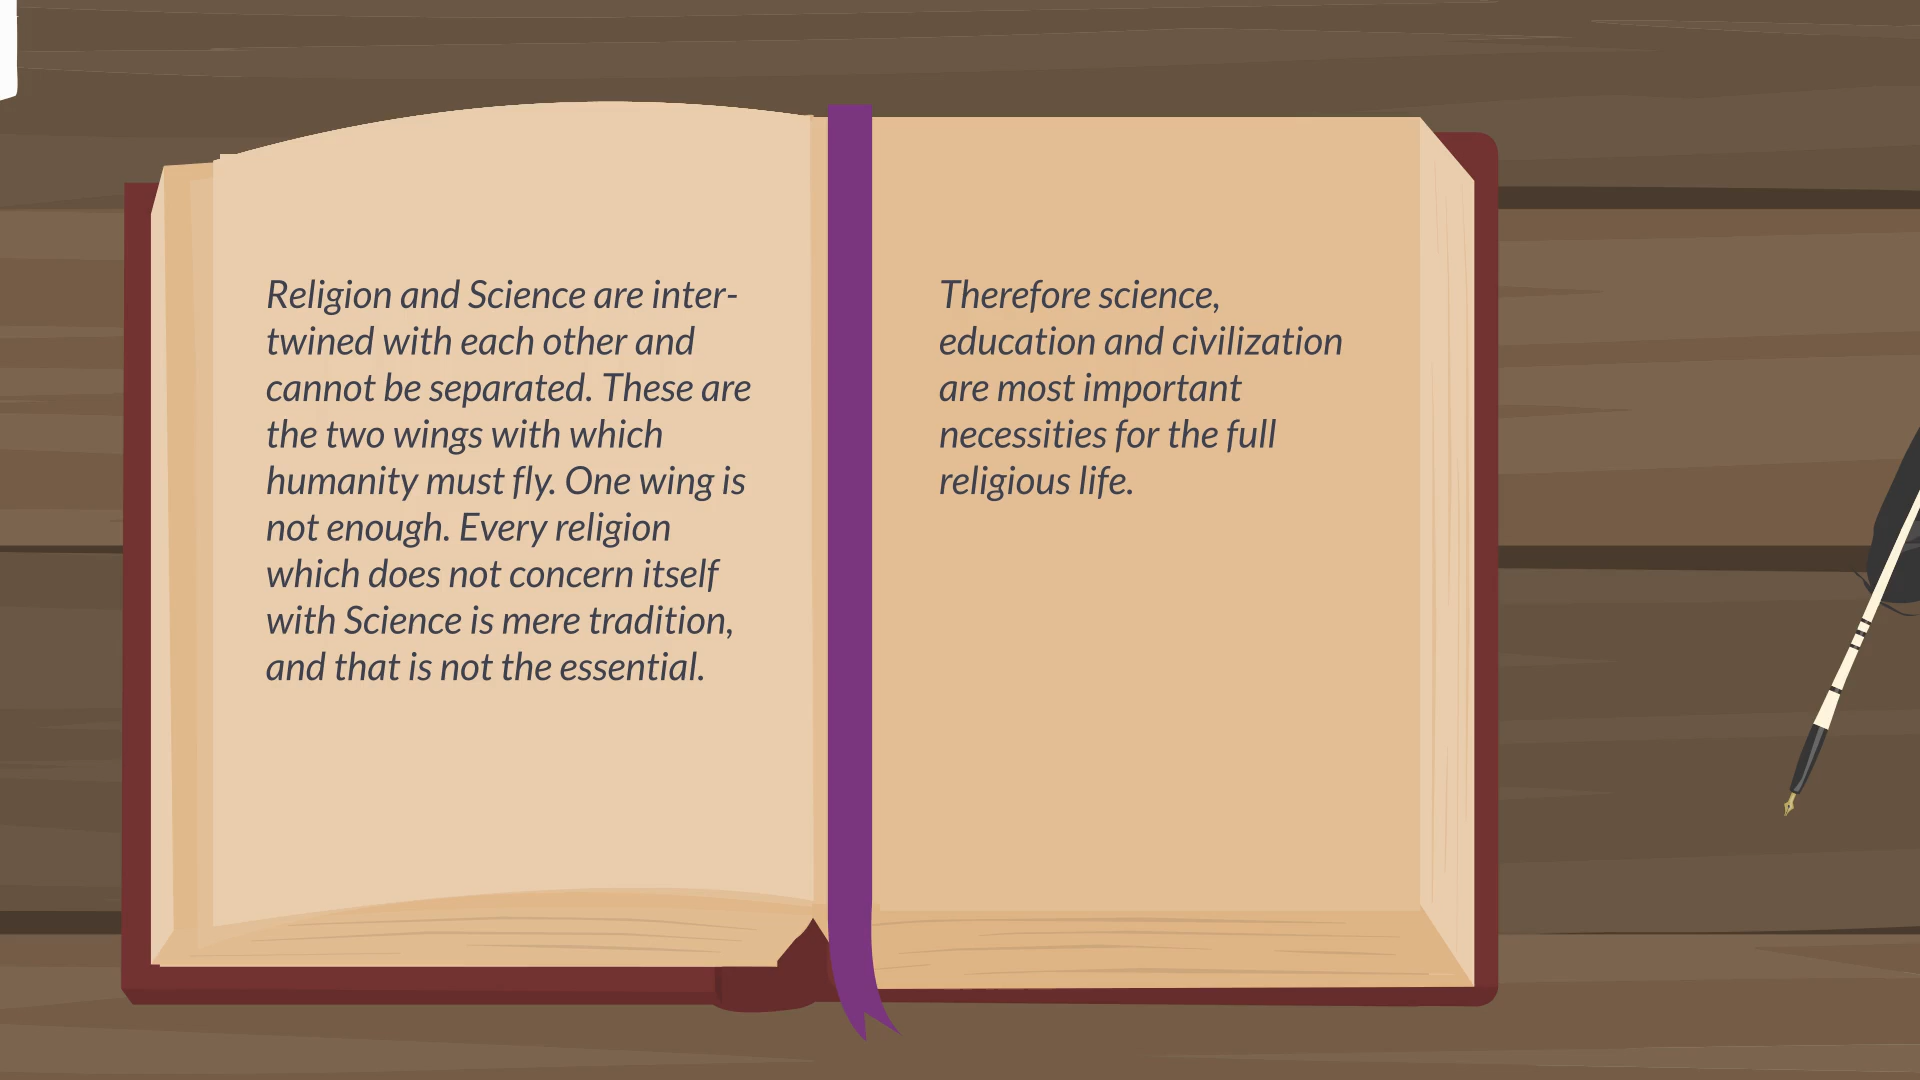 Religion and Science are inter-
twined with each other and
cannot be separated. These are
the two wings with which
humanity must fly. One wing is
not enough. Every religion
which does not concern itself
with Science is mere tradition,
and that is not the essential.
Therefore science,
education and civilization
are most important
necessities for the full
religious life.